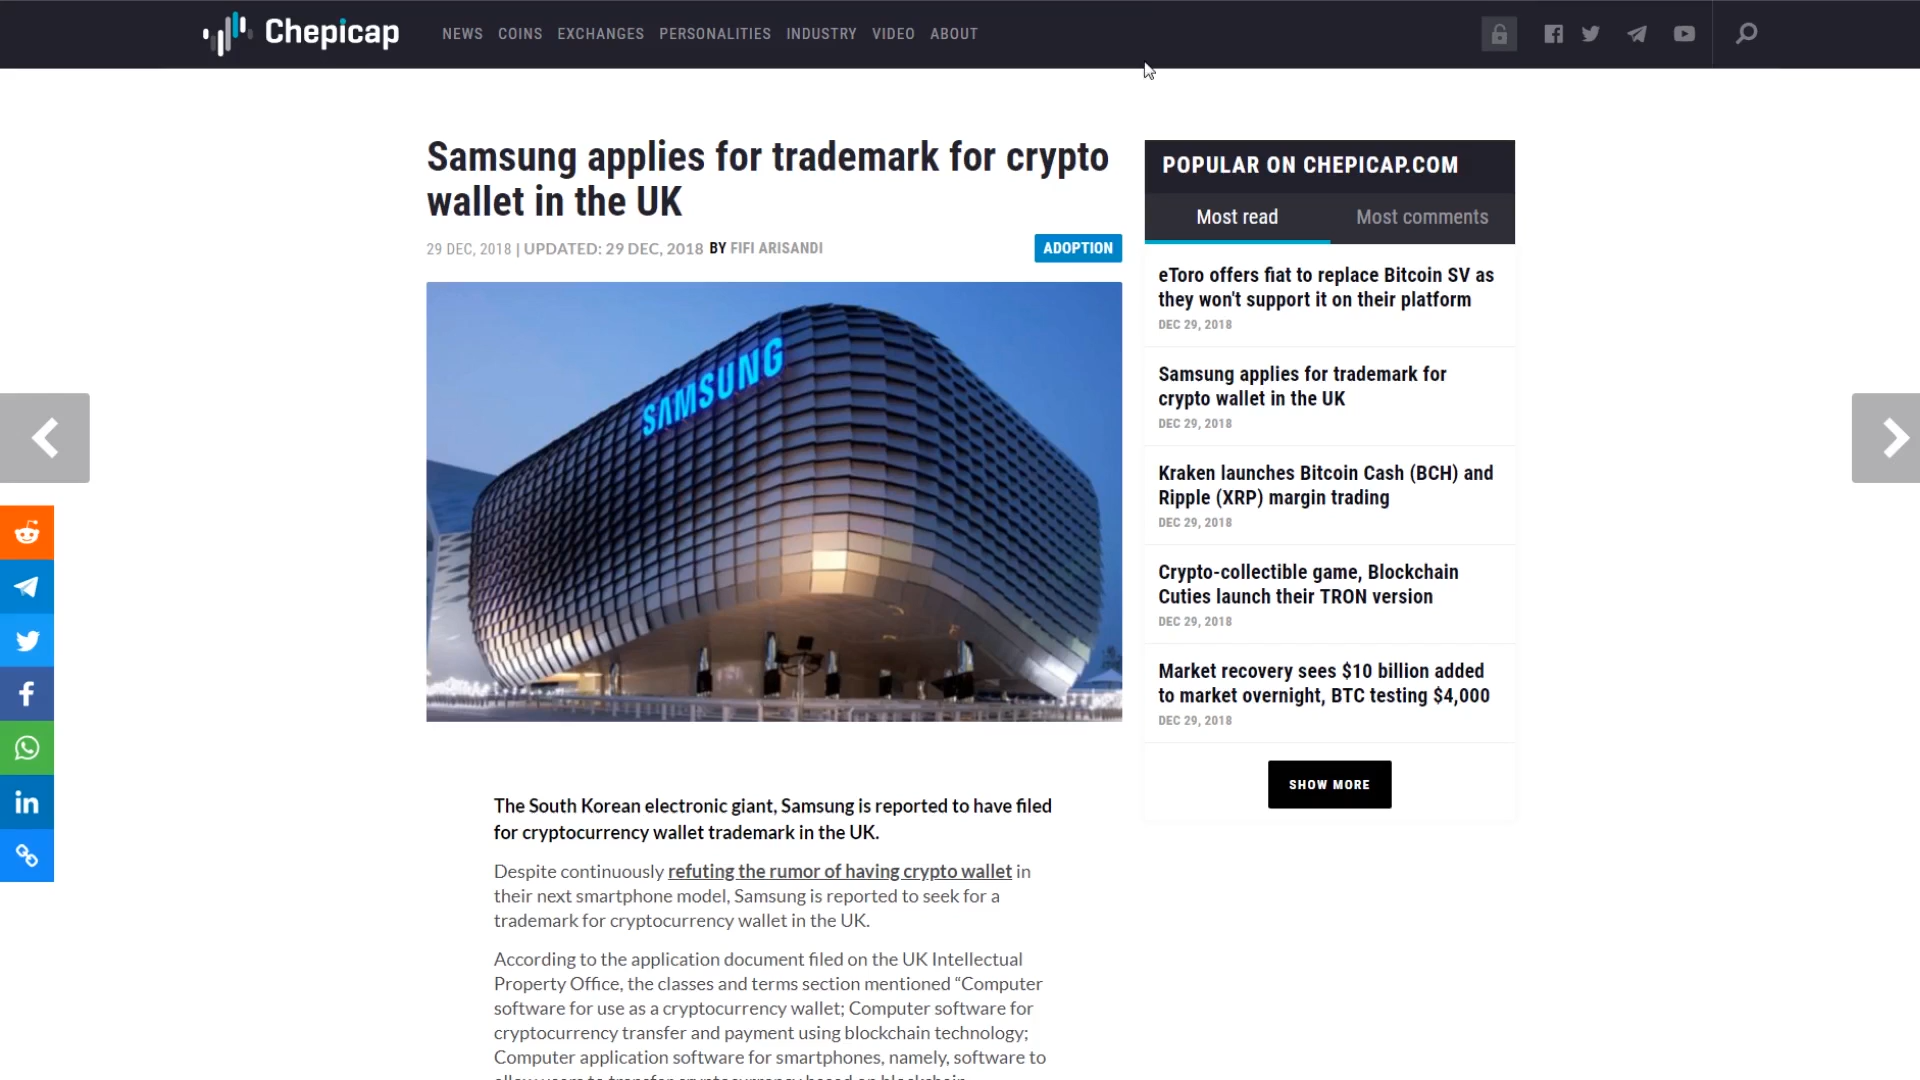 Chepicap
NEWS COINS EXCHANGES PERSONALITIES INDUSTRY VIDEO ABOUT
Samsung applies for trademark for crypto
wallet in the UK
29 DEC, 2018 | UPDATED: 29 DEC, 2018 BY FIFI ARISANDI
ADOPTION
SAMSUNG
The South Korean electronic giant, Samsung is reported to have filed
for cryptocurrency wallet trademark in the UK.
Despite continuously refuting the rumor of having crypto wallet in
their next smartphone model, Samsung is reported to seek for a
trademark for cryptocurrency wallet in the UK.
According to the application document filed on the UK Intellectual
Property Office, the classes and terms section mentioned “Computer
software for use as a cryptocurrency wallet; Computer software for
cryptocurrency transfer and payment using blockchain technology;
Computer application software for smartphones, namely, software to
POPULAR ON CHEPICAP.COM
Most read Most comments
eToro offers fiat to replace Bitcoin SV as
they won't support it on their platform
DEC 29, 2018
Samsung applies for trademark for
crypto wallet in the UK
DEC 29, 2018
Kraken launches Bitcoin Cash (BCH) and
Ripple (XRP) margin trading
DEC 29, 2018
Crypto-collectible game, Blockchain
Cuties launch their TRON version
DEC 29, 2018
Market recovery sees $10 billion added
to market overnight, BTC testing $4,000
DEC 29, 2018
SHOW MORE